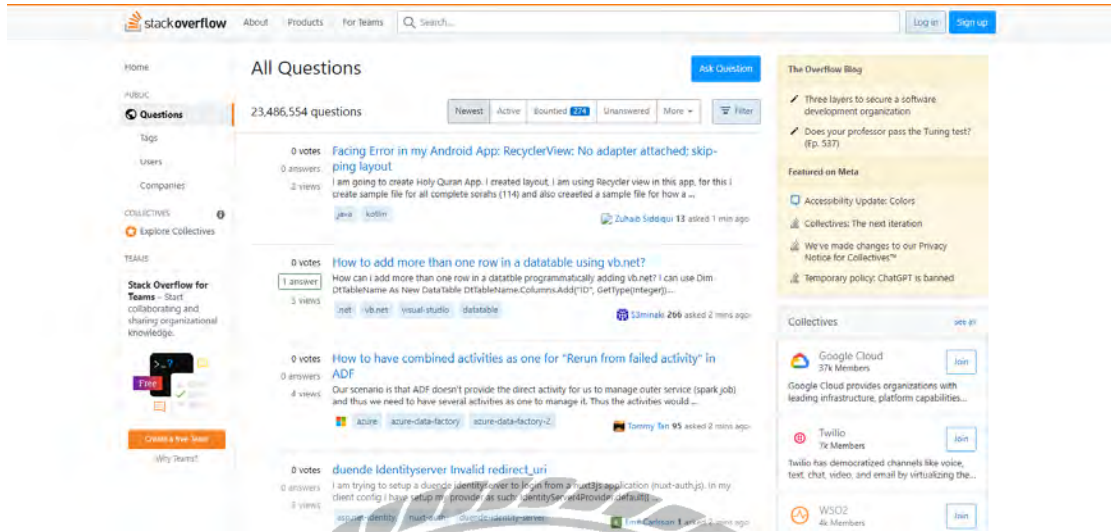 stackoverflow About Products For Teams Search... Log in Sign up
Home
PUBLIC
Questions
Tags
Users
Companies
COLLECTIVES
Explore Collectives
TEAMS
Stack Overflow for
Teams – Start
collaborating and
sharing organizational
knowledge.
>_?
Free
Create a free Team
Why Teams?
All Questions
Ask Question
23,486,554 questions
Newest Active Bountied 274 Unanswered More Filter
0 votes
0 answers
2 views
Facing Error in my Android App: RecyclerView: No adapter attached; skip-
ping layout
I am going to create Holy Quran App. I created layout, I am using Recycler view in this app, for this I
create sample file for all complete sorahs (114) and also creaeted a sample file for how a ...
java kotlin
Zuhaib Siddiqui 13 asked 1 min ago
0 votes
1 answer
5 views
How to add more than one row in a datatable using vb.net?
How can i add more than one row in a datatble programmatically adding vb.net? I can use Dim
DtTableName As New DataTable DtTableName.Columns.Add("ID", GetType(Integer))...
.net vb.net visual-studio datatable
S3minaki 266 asked 2 mins ago
0 votes
0 answers
4 views
How to have combined activities as one for "Rerun from failed activity" in
ADF
Our scenario is that ADF doesn't provide the direct activity for us to manage outer service (spark job)
and thus we need to have several activities as one to manage it. Thus the activities would ...
azure azure-data-factory azure-data-factory-2
Tommy Tan 95 asked 2 mins ago
0 votes
0 answers
3 views
duende Identityserver Invalid redirect_uri
I am trying to setup a duende identityserver to login from a nuxt3js application (nuxt-auth.js). In my
client config i have setup my provider as such: IdentityServer4Provider.default({ ...
asp.net-identity nuxt-auth duende-identity-server
Emil Carlsson 1 asked 2 mins ago
The Overflow Blog
Three layers to secure a software
development organization
Does your professor pass the Turing test?
(Ep. 537)
Featured on Meta
Accessibility Update: Colors
Collectives: The next iteration
We've made changes to our Privacy
Notice for Collectives™
Temporary policy: ChatGPT is banned
Collectives see all
Google Cloud
37k Members
Join
Google Cloud provides organizations with
leading infrastructure, platform capabilities...
Twilio
Members
Join
Twilio has democratized channels like voice,
text, chat, video, and email by virtualizing the...
WSO2
4k Members
Join